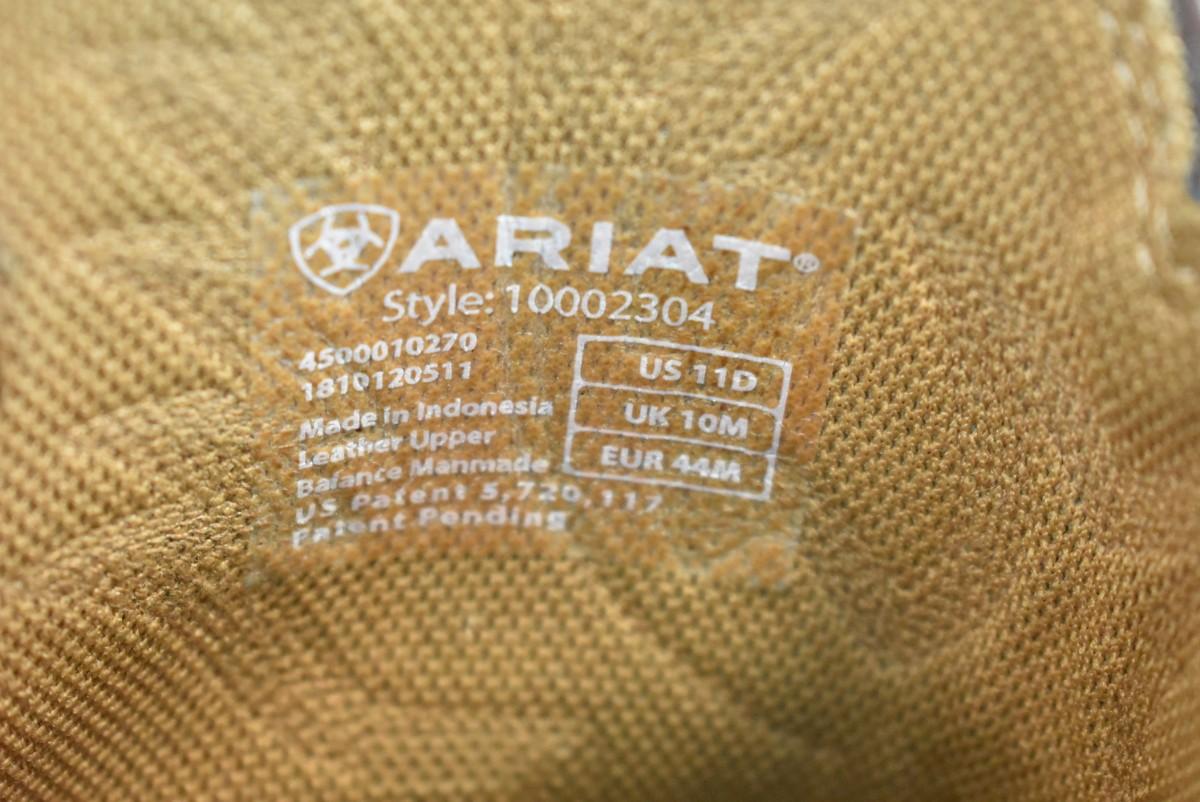 ARIAT®
Style: 10002304
4500010270
1810120511
Made in Indonesia
Leather Upper
Balance Manmade
US Patent 5,720,117
Patent Pending
US 11D
UK 10M
EUR 44M